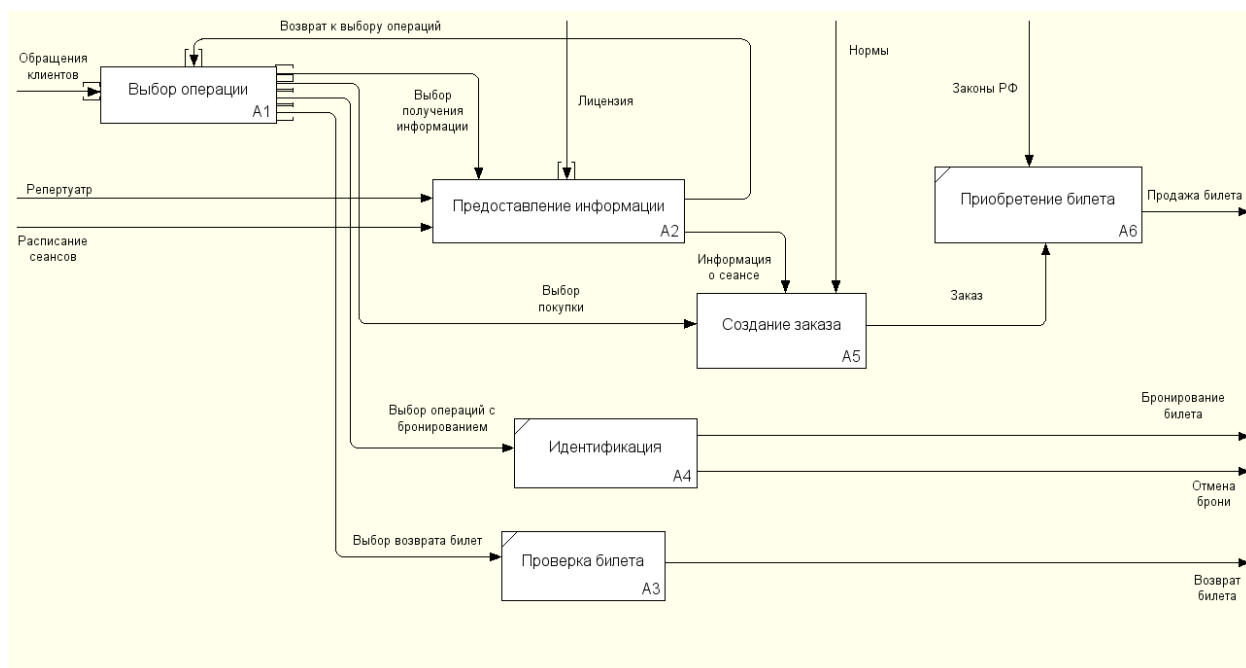 Возврат к выбору операций
Обращения
клиентов
Выбор операции
A1
Выбор
получения
информации
Лицензия
Нормы
Законы РФ
Репертуатр
Расписание
сеансов
Предоставление информации
A2
Приобретение билета
A6
Продажа билета
Информация
о сеансе
Выбор
покупки
Создание заказа
A5
Заказ
Выбор операций с
бронированием
Идентификация
A4
Бронирование
билета
Отмена
брони
Выбор возврата билет
Проверка билета
A3
Возврат
билета